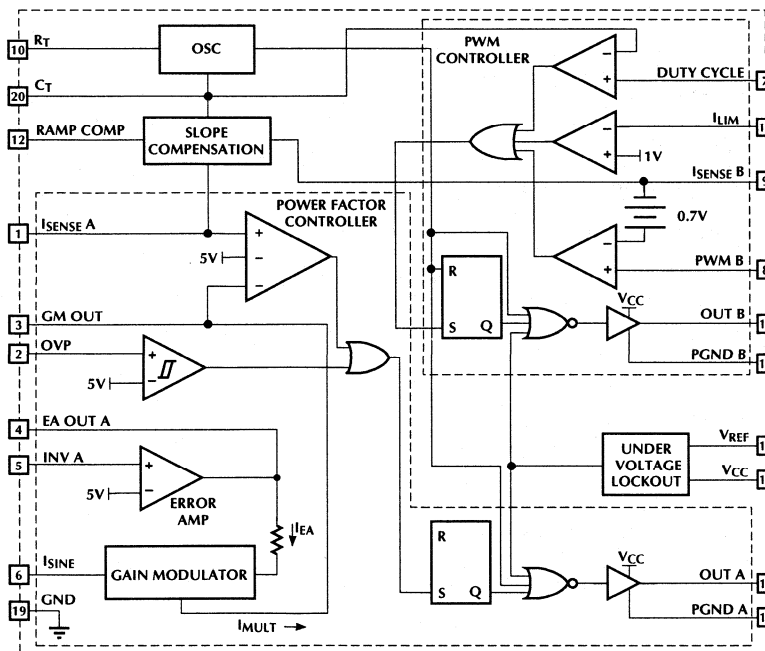 10 RT
OSC
20 CT
12 RAMP COMP
SLOPE
COMPENSATION
PWM
CONTROLLER
-
+
DUTY CYCLE
-
ILIM
+
1V
ISENSE B
0.7V
-
+
PWM B
POWER FACTOR
CONTROLLER
1 ISENSE A
+
5V
-
-
3 GM OUT
2 OVP
+
5V
-
R
S
Q
VCC
OUT B
PGND B
4 EA OUT A
5 INV A
+
5V
-
ERROR
AMP
IEA
UNDER
VOLTAGE
LOCKOUT
VREF
VCC
6 ISINE
GAIN MODULATOR
19 GND
IMULT
R
S
Q
VCC
OUT A
PGND A